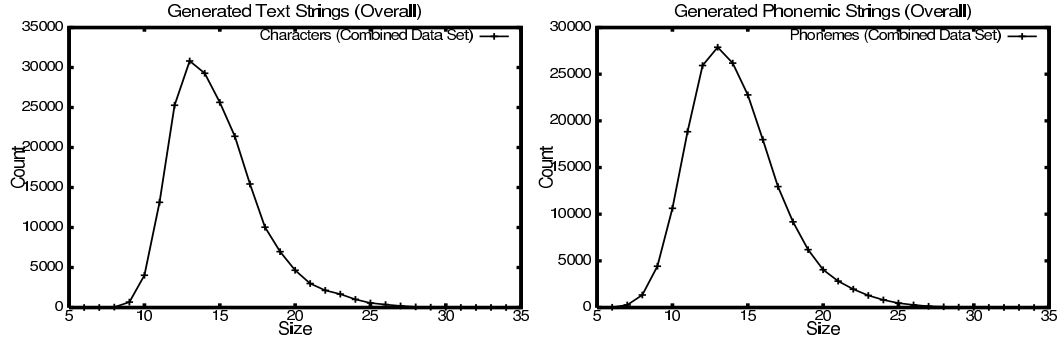 Generated Text Strings (Overall)
Characters (Combined Data Set)
35000
30000
25000
20000
15000
10000
5000
0
Count
5 10 15 20 25 30 35
Size
Generated Phonemic Strings (Overall)
Phonemes (Combined Data Set)
30000
25000
20000
15000
10000
5000
0
Count
5 10 15 20 25 30 35
Size